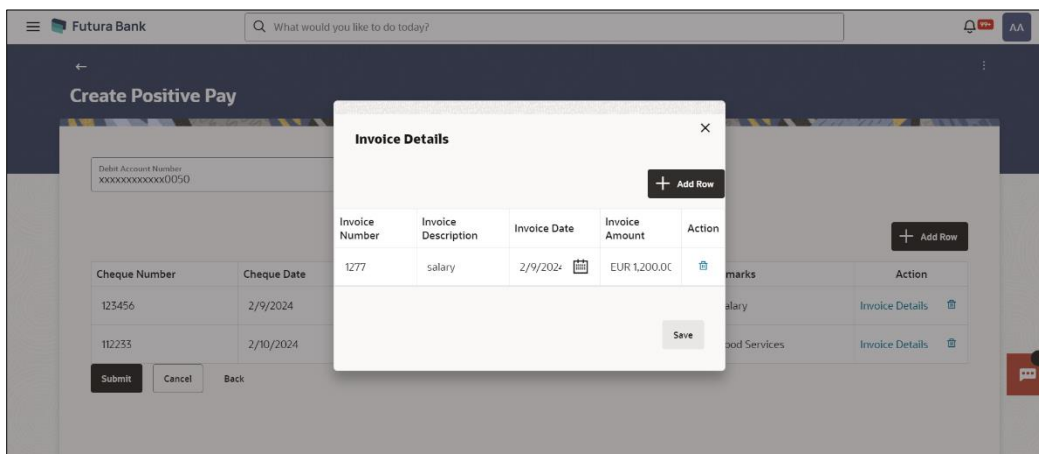 Futura Bank
What would you like to do today?
99+
AA
Create Positive Pay
Invoice Details
Debit Account Number
xxxxxxxxxxxx0050
Add Row
Invoice Number
Invoice Description
Invoice Date
Invoice Amount
Action
1277
salary
2/9/202
EUR 1,200.0
Save
Add Row
Cheque Number
Cheque Date
marks
Action
123456
2/9/2024
alary
Invoice Details
112233
2/10/2024
ood Services
Invoice Details
Submit
Cancel
Back